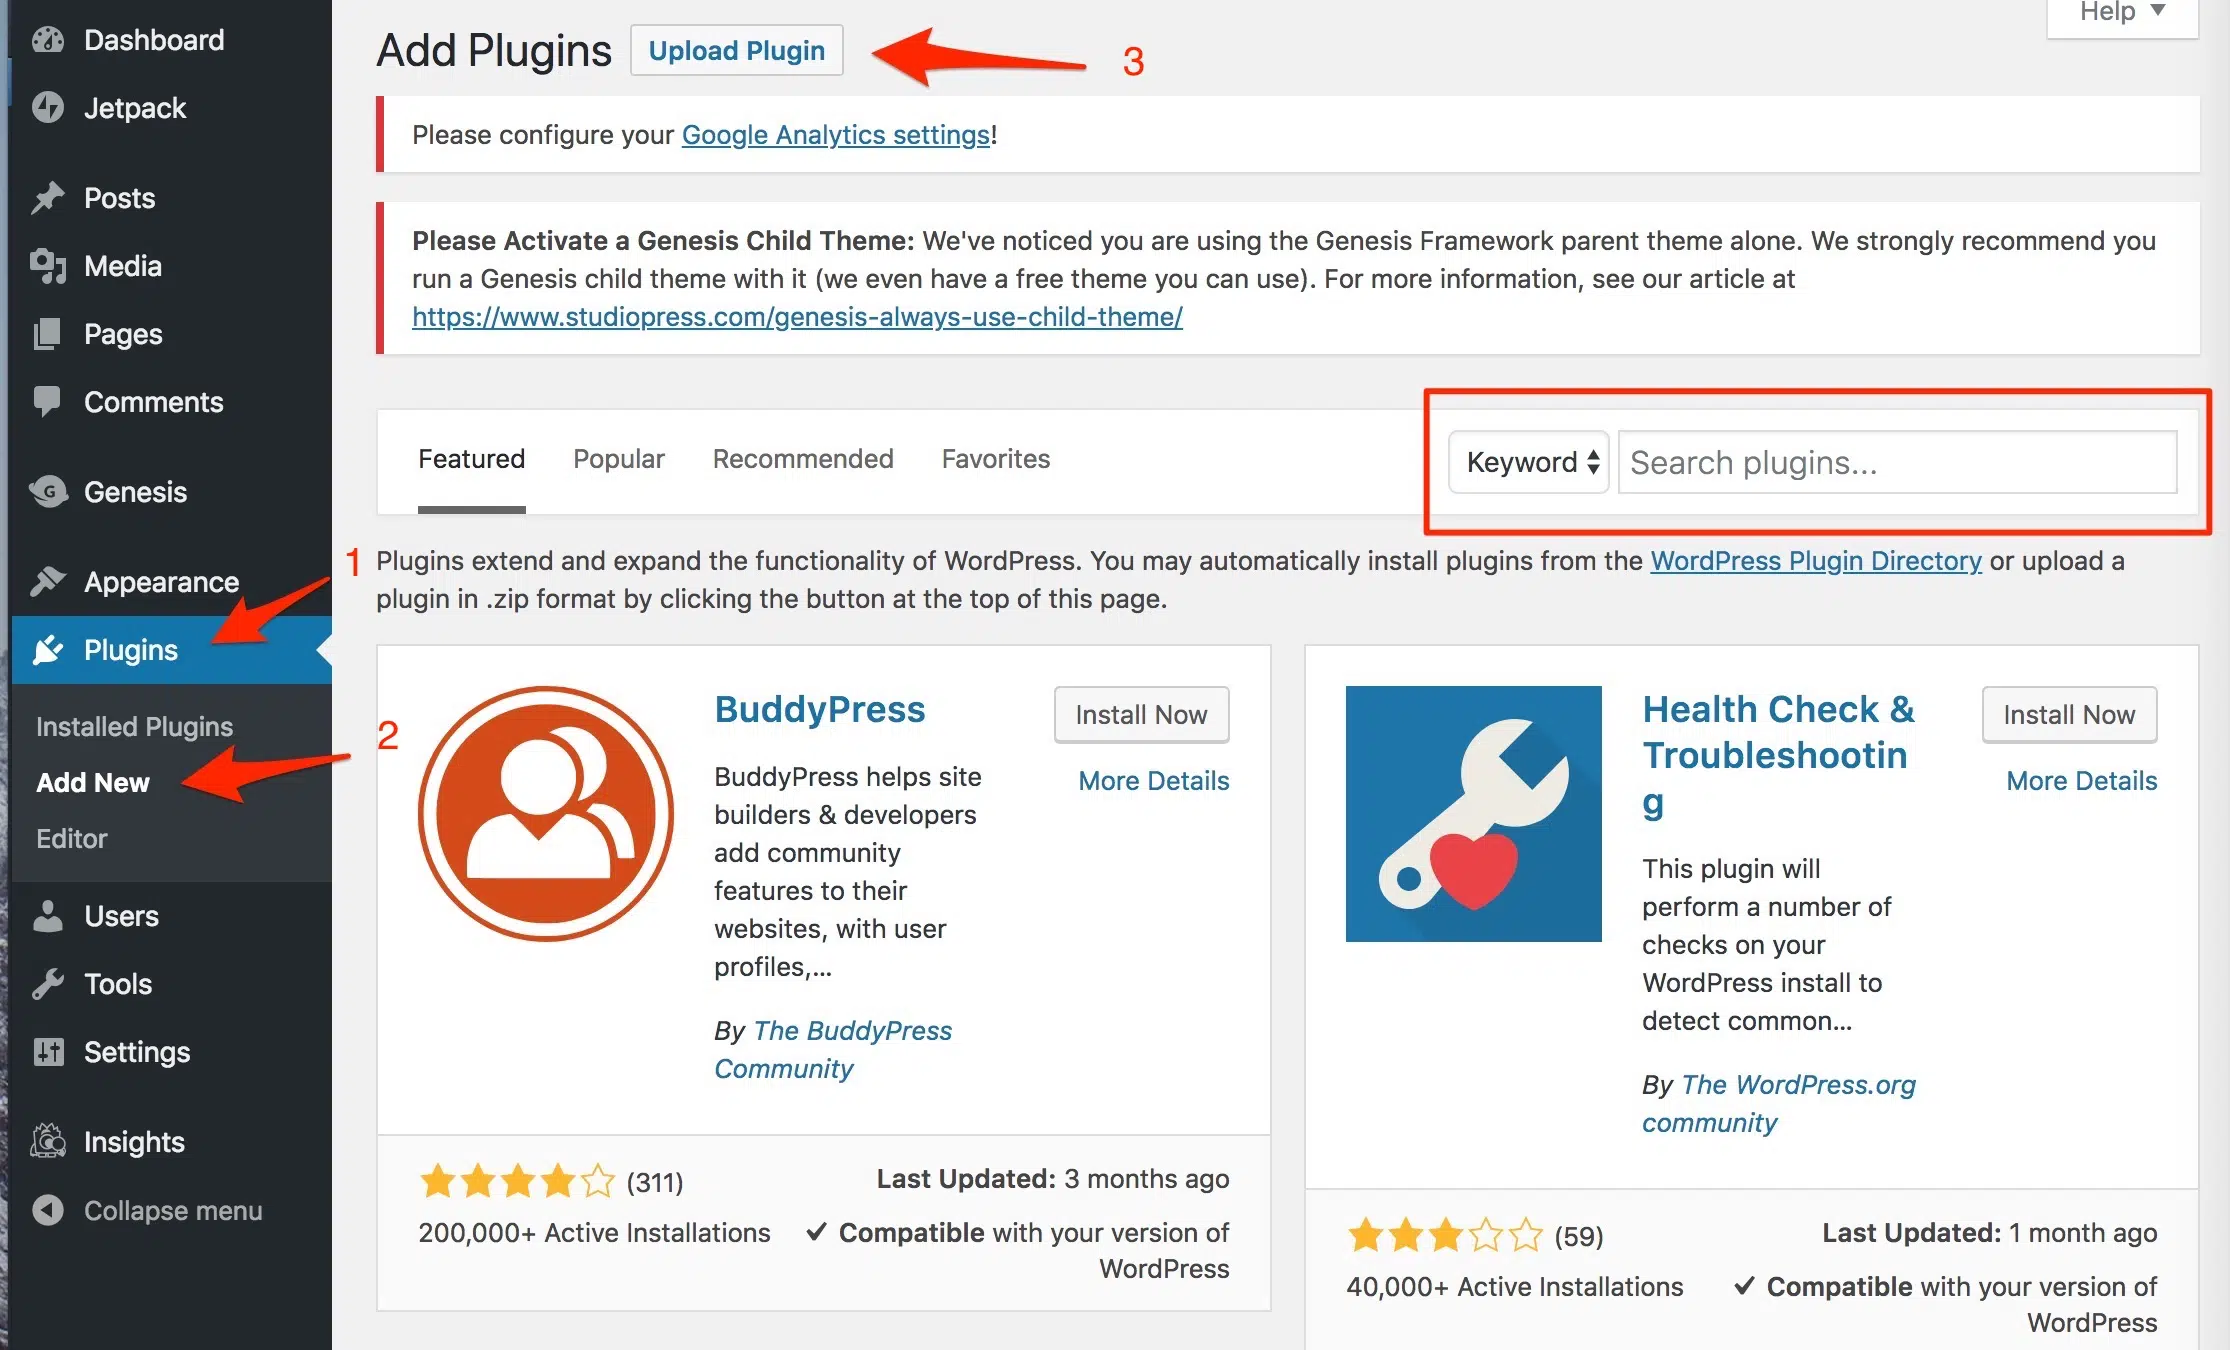 Dashboard
Jetpack
Posts
Media
Pages
Comments
Genesis
Appearance
Plugins
Installed Plugins
Add New
Editor
Users
Tools
Settings
Insights
Collapse menu
1
2
Add Plugins
Upload Plugin
3
Help
Please configure your Google Analytics settings!
Please Activate a Genesis Child Theme: We've noticed you are using the Genesis Framework parent theme alone. We strongly recommend you
run a Genesis child theme with it (we even have a free theme you can use). For more information, see our article at
https://www.studiopress.com/genesis-always-use-child-theme/
Featured
Popular
Recommended
Favorites
Keyword
Search plugins...
Plugins extend and expand the functionality of WordPress. You may automatically install plugins from the WordPress Plugin Directory or upload a
plugin in .zip format by clicking the button at the top of this page.
BuddyPress
Install Now
More Details
BuddyPress helps site
builders & developers
add community
features to their
websites, with user
profiles,...
By The BuddyPress
Community
(311)
Last Updated: 3 months ago
200,000+ Active Installations
Compatible with your version of
WordPress
Health Check &
Troubleshootin
g
Install Now
More Details
This plugin will
perform a number of
checks on your
WordPress install to
detect common...
By The WordPress.org
community
(59)
Last Updated: 1 month ago
40,000+ Active Installations
Compatible with your version of
WordPress